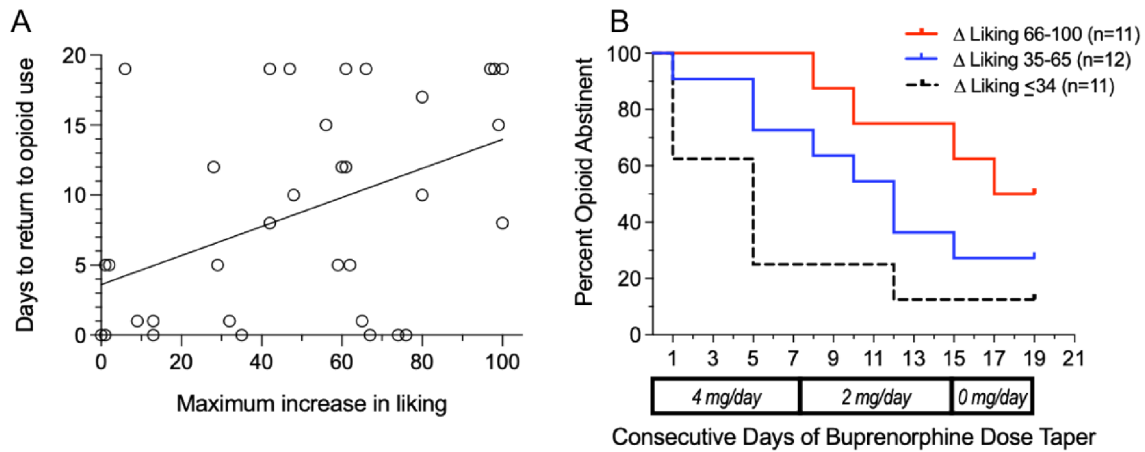 A
20
15
10
5
0
Days to return to opioid use
0 20 40 60 80 100
Maximum increase in liking
B
Δ Liking 66-100 (n=11)
Δ Liking 35-65 (n=12)
Δ Liking ≤34 (n=11)
100
80
60
40
20
0
Percent Opioid Abstinent
1 3 5 7 9 11 13 15 17 19 21
4 mg/day 2 mg/day 0 mg/day
Consecutive Days of Buprenorphine Dose Taper